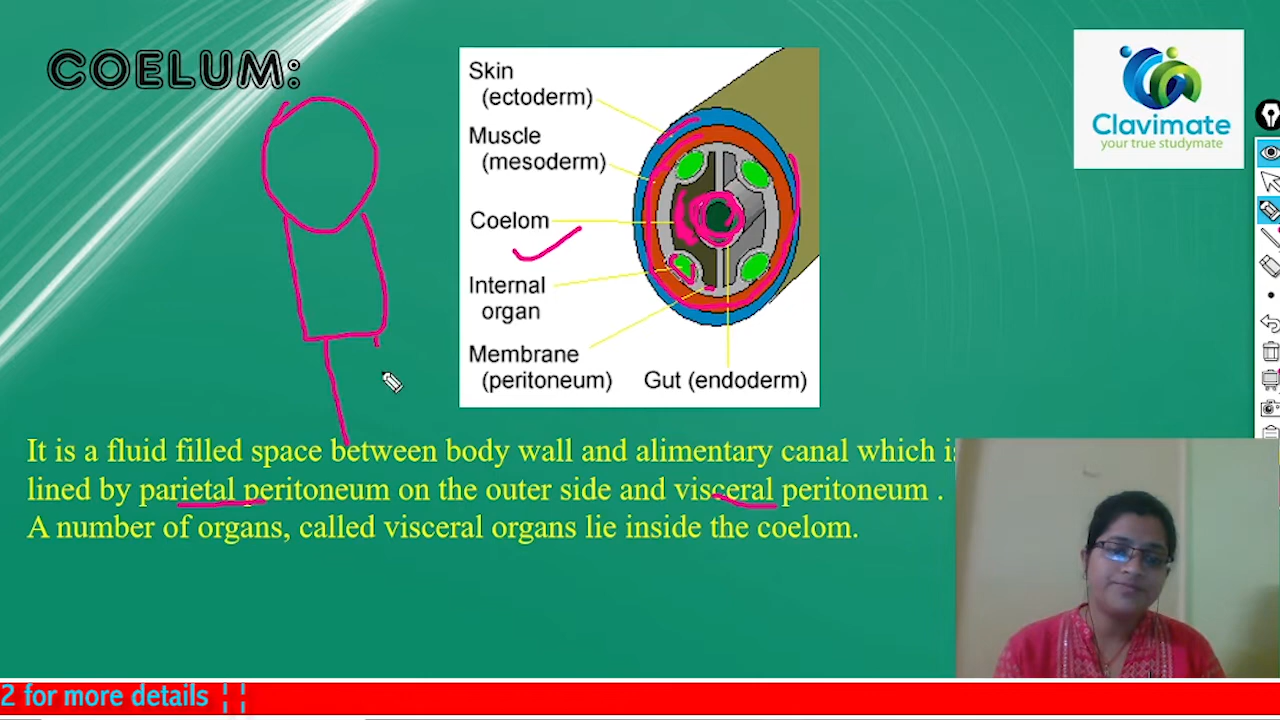 COELUM:
Skin
(ectoderm)
Muscle
(mesoderm)
Coelom
Internal
organ
Membrane
(peritoneum)
Gut (endoderm)
Clavimate
your true studymate
It is a fluid filled space between body wall and alimentary canal which
lined by parietal peritoneum on the outer side and visceral peritoneum .
A number of organs, called visceral organs lie inside the coelom.
2 for more details ¦ ¦